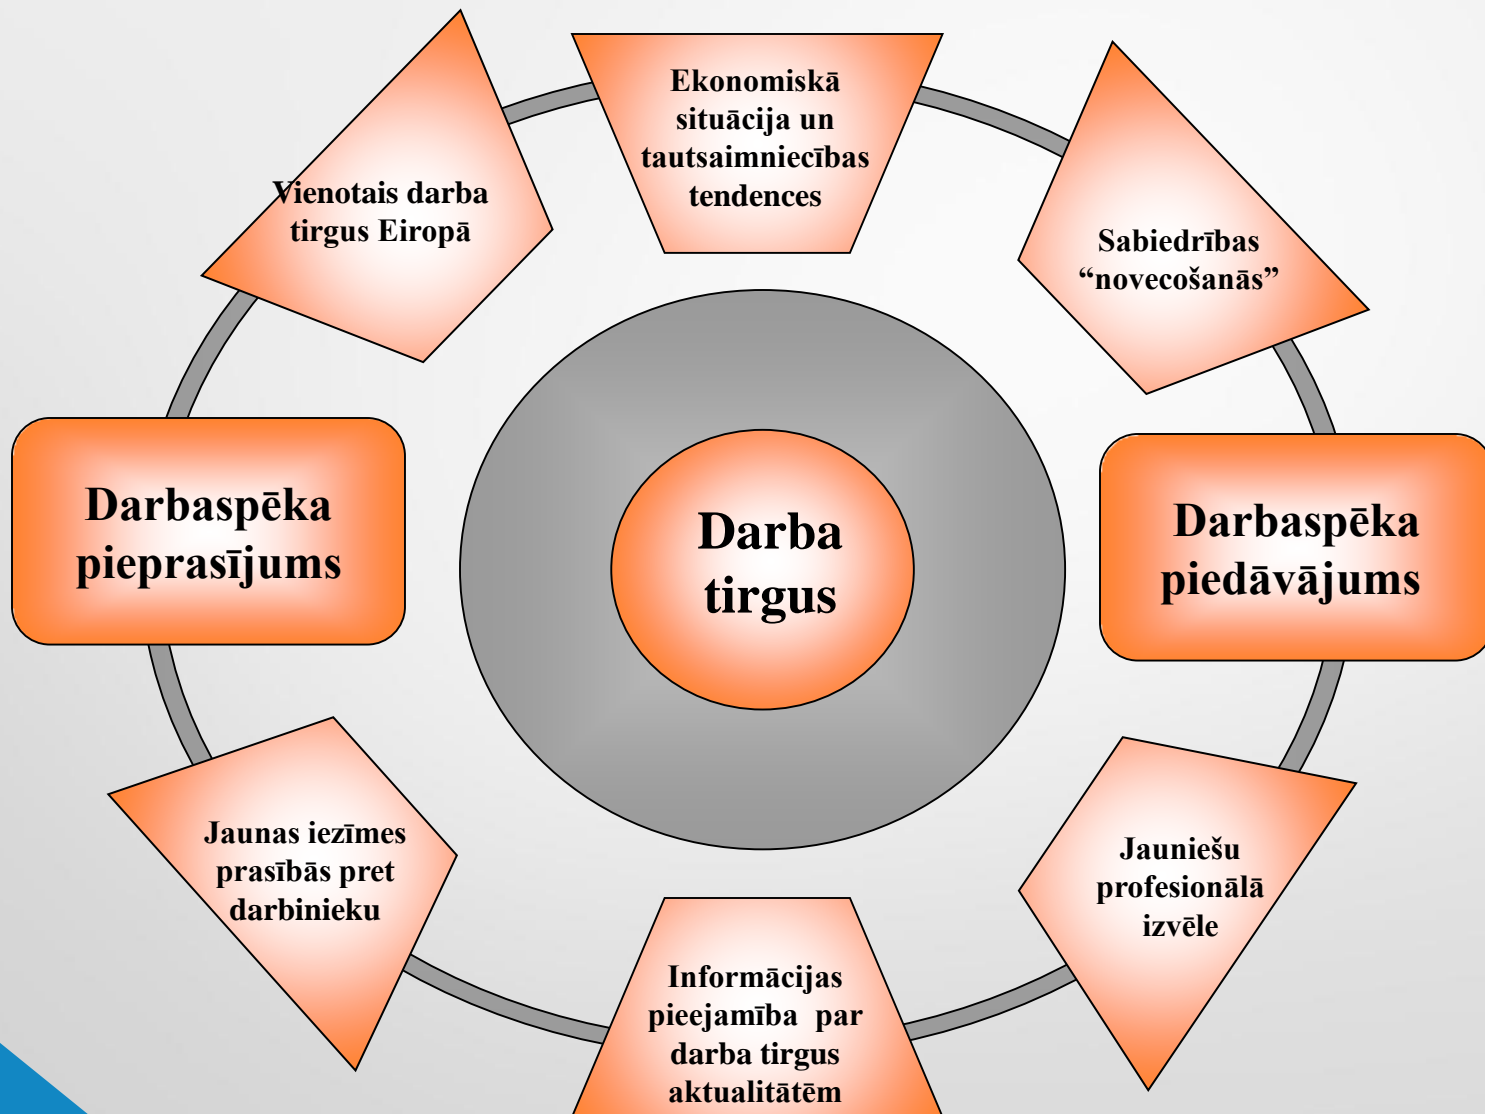 Ekonomiskā
situācija un
tautsaimniecības
tendences
Vienotais darba
tirgus Eiropā
Sabiedrības
“novecošanās”
Darbaspēka
pieprasījums
Darba
tirgus
Darbaspēka
piedāvājums
Jaunas iezīmes
prasībās pret
darbinieku
Jauniešu
profesionālā
izvēle
Informācijas
pieejamība par
darba tirgus
aktualitātēm